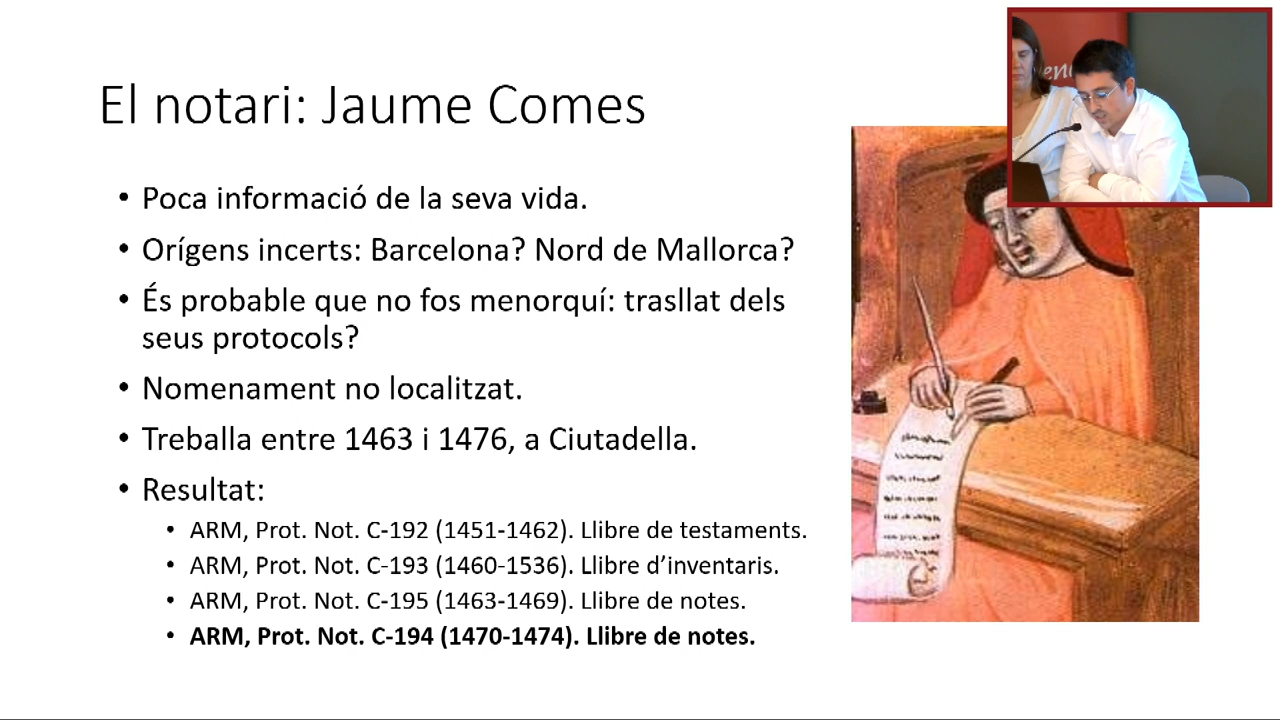 El notari: Jaume Comes
• Poca informació de la seva vida.
• Orígens incerts: Barcelona? Nord de Mallorca?
• És probable que no fos menorquí: trasllat dels
seus protocols?
• Nomenament no localitzat.
• Treballa entre 1463 i 1476, a Ciutadella.
• Resultat:
• ARM, Prot. Not. C-192 (1451-1462). Llibre de testaments.
• ARM, Prot. Not. C-193 (1460-1536). Llibre d’inventaris.
• ARM, Prot. Not. C-195 (1463-1469). Llibre de notes.
• ARM, Prot. Not. C-194 (1470-1474). Llibre de notes.